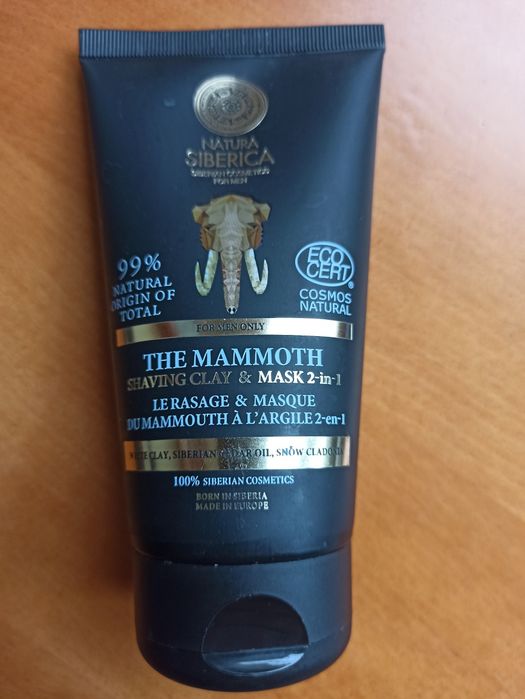 NATURA
SIBERICA
SIBERIAN COSMETICS
FOR MEN
99%
NATURAL
ORIGIN OF
TOTAL
ECO
CERT®
COSMOS
NATURAL
FOR MEN ONLY
THE MAMMOTH
SHAVING CLAY & MASK 2-in-1
LE RASAGE & MASQUE
DU MAMMOUTH À L'ARGILE 2-en-1
WHITE CLAY, SIBERIAN CEDAR OIL, SNOW CLADONIA
100% SIBERIAN COSMETICS
BORN IN SIBERIA
MADE IN EUROPE